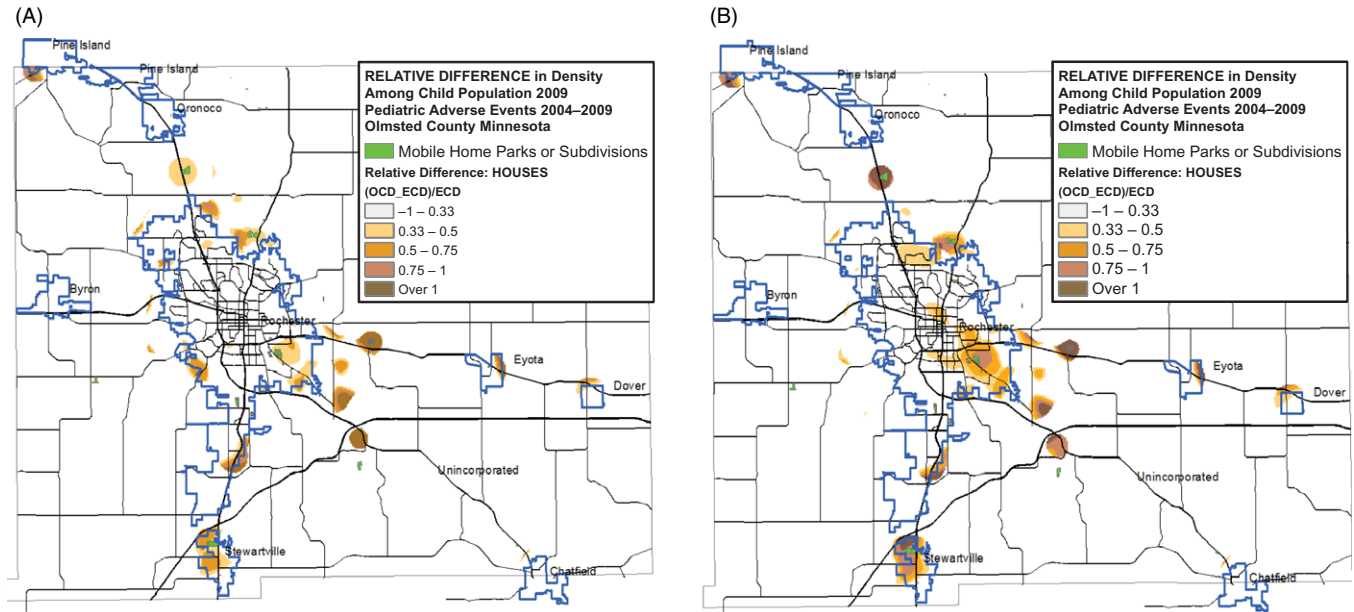 (A)
Pine Island
Pine Island
Oronoco
RELATIVE DIFFERENCE in Density
Among Child Population 2009
Pediatric Adverse Events 2004–2009
Olmsted County Minnesota
Mobile Home Parks or Subdivisions
Relative Difference: HOUSES
(OCD_ECD)/ECD
–1 – 0.33
0.33 – 0.5
0.5 – 0.75
0.75 – 1
Over 1
Byron
Rochester
Eyota
Dover
Unincorporated
Stewartville
Chatfield
(B)
Pine Island
Pine Island
Oronoco
RELATIVE DIFFERENCE in Density
Among Child Population 2009
Pediatric Adverse Events 2004–2009
Olmsted County Minnesota
Mobile Home Parks or Subdivisions
Relative Difference: HOUSES
(OCD_ECD)/ECD
–1 – 0.33
0.33 – 0.5
0.5 – 0.75
0.75 – 1
Over 1
Byron
Rochester
Eyota
Dover
Unincorporated
Stewartville
Chatfield